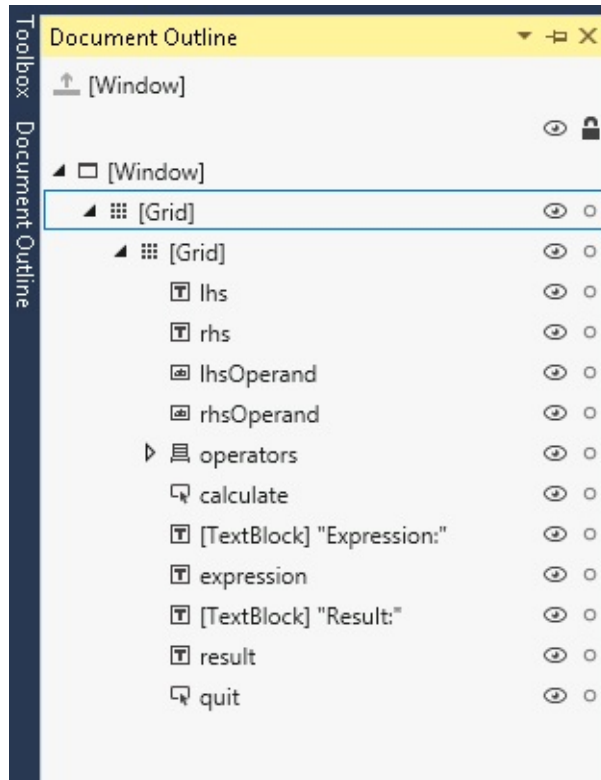 Toolbox
Document Outline
Document Outline
[Window]
[Window]
[Grid]
[Grid]
lhs
rhs
lhsOperand
rhsOperand
operators
calculate
[TextBlock] "Expression:"
expression
[TextBlock] "Result:"
result
quit